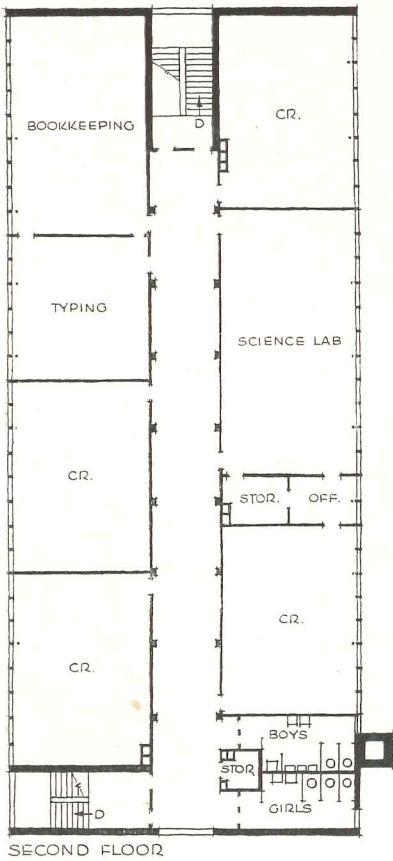 BOOKKEEPING
D
CR.
TYPING
SCIENCE LAB
CR.
STOR.
OFF.
CR.
CR.
BOYS
STOR
GIRLS
D
SECOND FLOOR